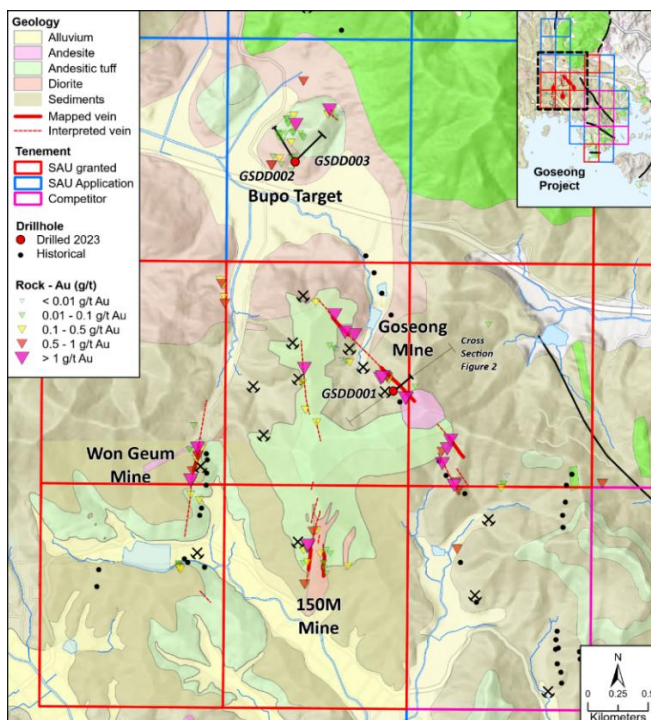 Geology
Alluvium
Andesite
Andesitic tuff
Diorite
Sediments
Mapped vein
Interpreted vein
Tenement
SAU granted
SAU Application
Competitor
Drillhole
Drilled 2023
Historical
Rock - Au (g/t)
< 0.01 g/t Au
0.01 - 0.1 g/t Au
0.1 - 0.5 g/t Au
0.5 - 1 g/t Au
> 1 g/t Au
Goseong
Project
GSDD003
GSDD002
Bupo Target
Goseong
Mine
Cross
Section
Figure 2
GSDD001
Won Geum
Mine
150M
Mine
N
0 0.25 0.5
Kilometers